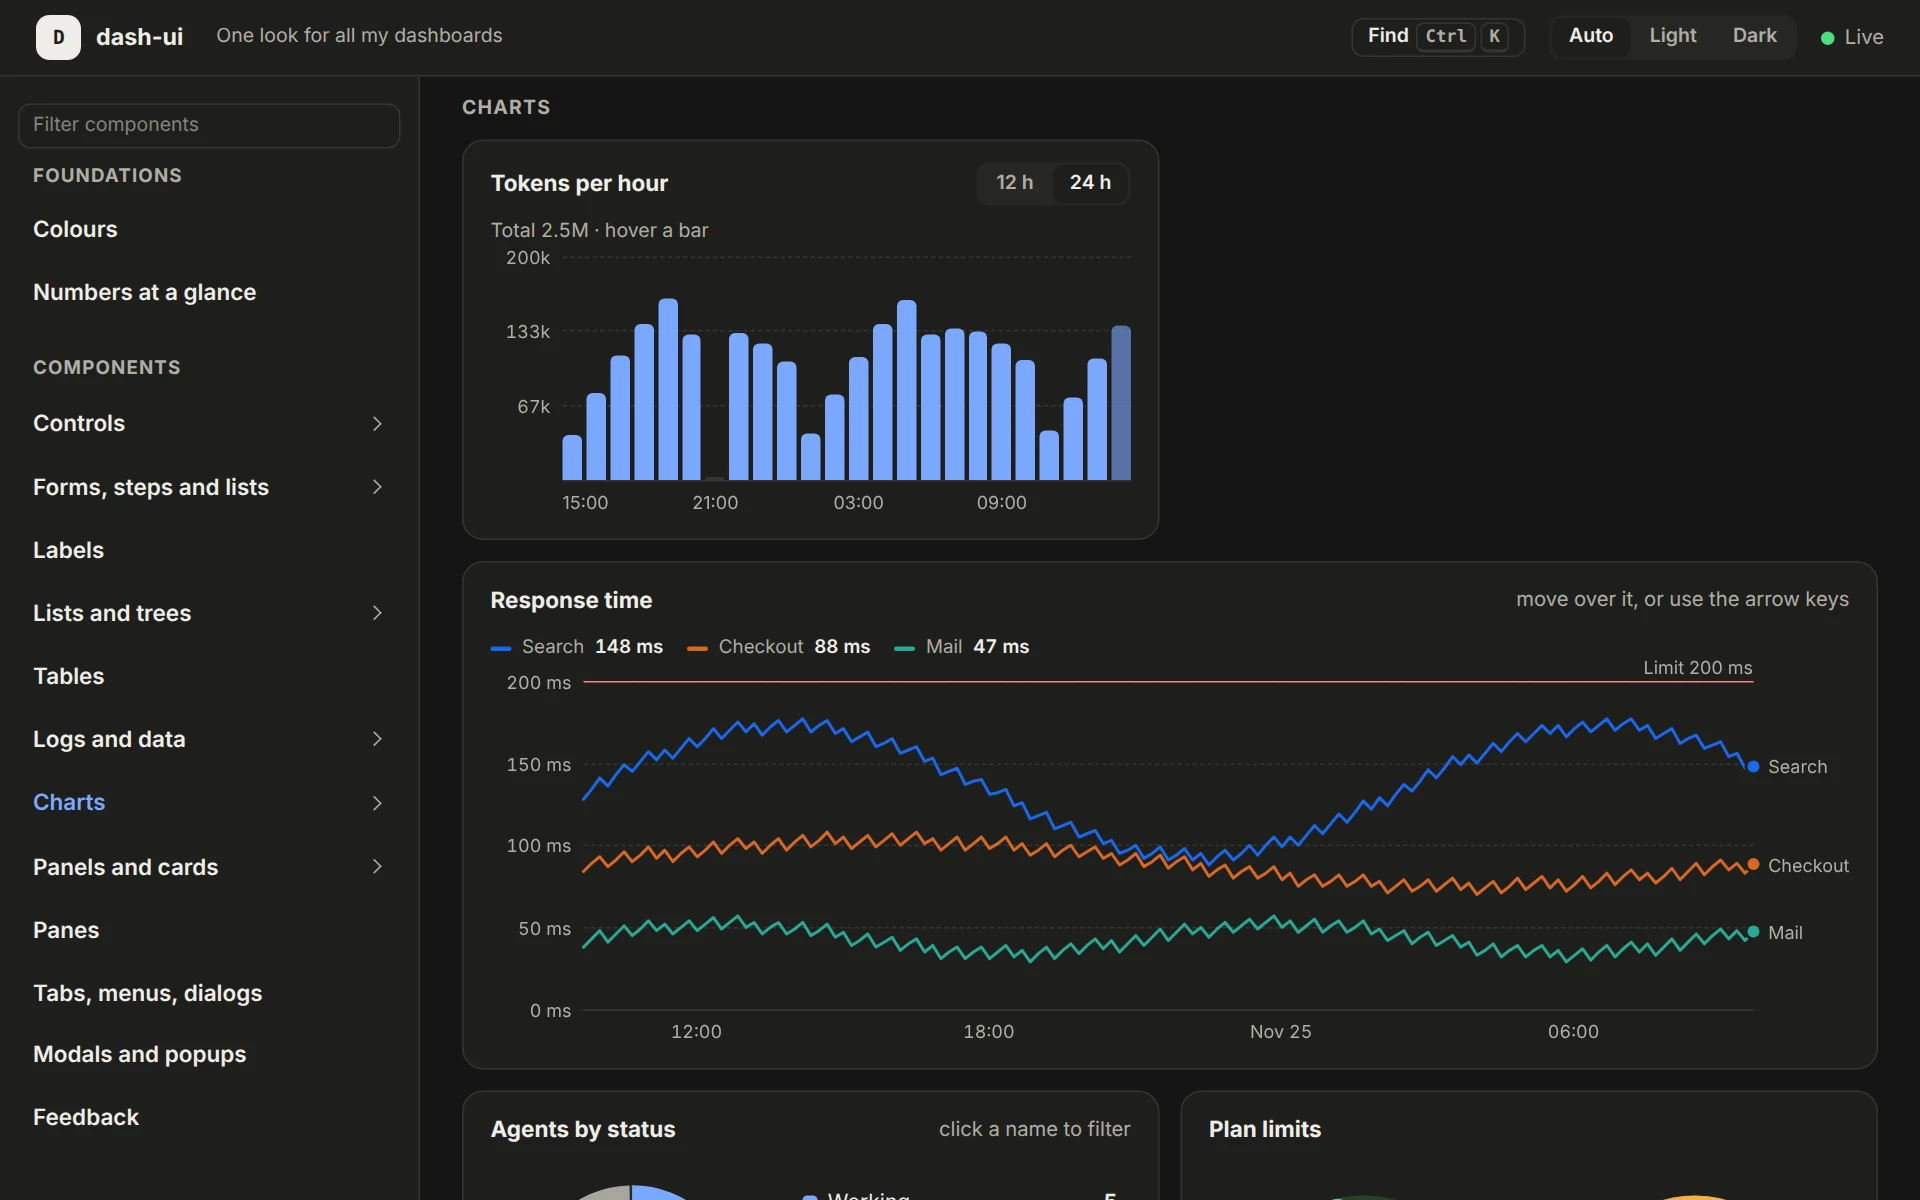 D dash-ui One look for all my dashboards Find Ctrl K Auto Light Dark Live
Filter components
FOUNDATIONS
Colours
Numbers at a glance
COMPONENTS
Controls
Forms, steps and lists
Labels
Lists and trees
Tables
Logs and data
Charts
Panels and cards
Panes
Tabs, menus, dialogs
Modals and popups
Feedback
CHARTS
Tokens per hour 12 h 24 h
Total 2.5M · hover a bar
200k
133k
67k
15:00 21:00 03:00 09:00
Response time move over it, or use the arrow keys
Search 148 ms Checkout 88 ms Mail 47 ms
Limit 200 ms
200 ms
150 ms Search
100 ms Checkout
50 ms Mail
0 ms
12:00 18:00 Nov 25 06:00
Agents by status click a name to filter
Working 5
Plan limits